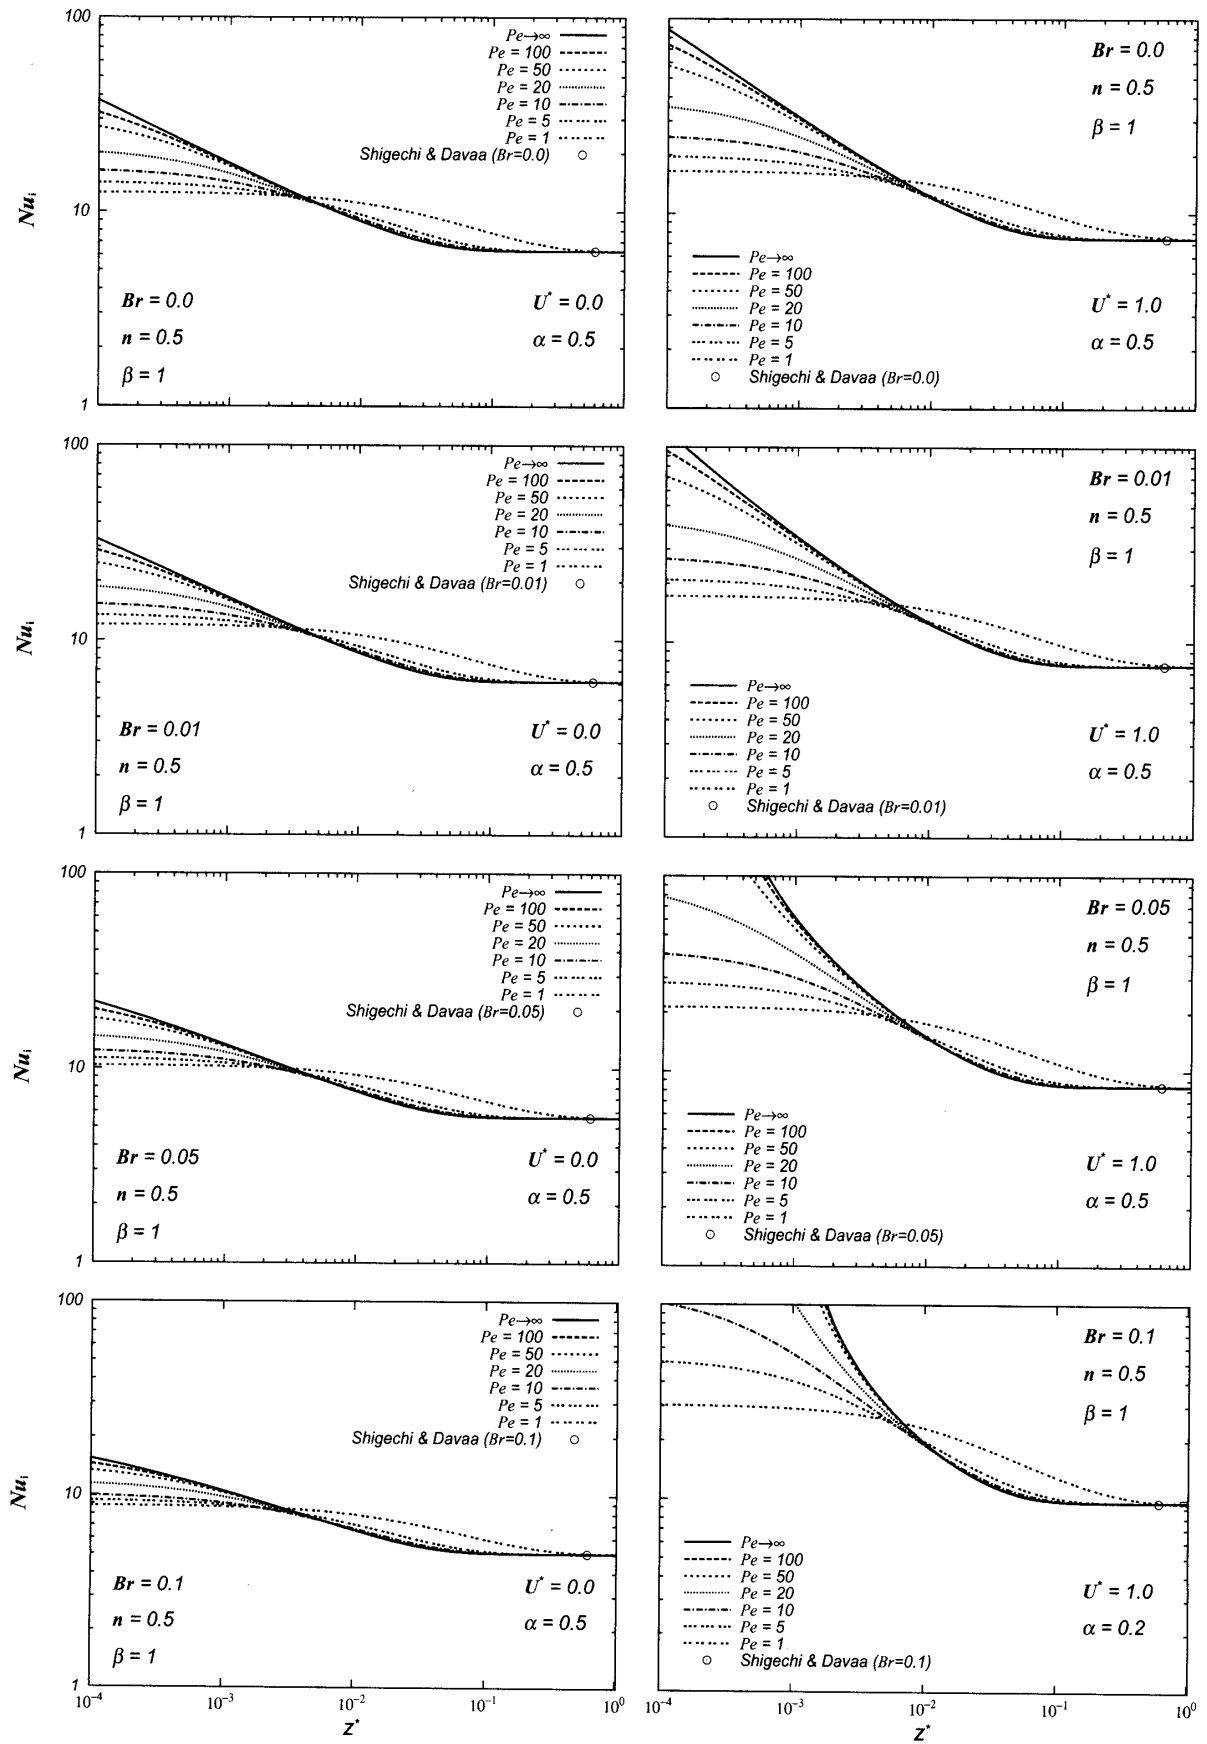 100
10
1
Nu_i
Pe→∞
Pe = 100
Pe = 50
Pe = 20
Pe = 10
Pe = 5
Pe = 1
Shigechi & Davaa (Br=0.0)
Br = 0.0
n = 0.5
β = 1
U* = 0.0
α = 0.5
Br = 0.0
n = 0.5
β = 1
Pe→∞
Pe = 100
Pe = 50
Pe = 20
Pe = 10
Pe = 5
Pe = 1
Shigechi & Davaa (Br=0.0)
U* = 1.0
α = 0.5
100
10
1
Nu_i
Pe→∞
Pe = 100
Pe = 50
Pe = 20
Pe = 10
Pe = 5
Pe = 1
Shigechi & Davaa (Br=0.01)
Br = 0.01
n = 0.5
β = 1
U* = 0.0
α = 0.5
Br = 0.01
n = 0.5
β = 1
Pe→∞
Pe = 100
Pe = 50
Pe = 20
Pe = 10
Pe = 5
Pe = 1
Shigechi & Davaa (Br=0.01)
U* = 1.0
α = 0.5
100
10
1
Nu_i
Pe→∞
Pe = 100
Pe = 50
Pe = 20
Pe = 10
Pe = 5
Pe = 1
Shigechi & Davaa (Br=0.05)
Br = 0.05
n = 0.5
β = 1
U* = 0.0
α = 0.5
Br = 0.05
n = 0.5
β = 1
Pe→∞
Pe = 100
Pe = 50
Pe = 20
Pe = 10
Pe = 5
Pe = 1
Shigechi & Davaa (Br=0.05)
U* = 1.0
α = 0.5
100
10
1
Nu_i
Pe→∞
Pe = 100
Pe = 50
Pe = 20
Pe = 10
Pe = 5
Pe = 1
Shigechi & Davaa (Br=0.1)
Br = 0.1
n = 0.5
β = 1
U* = 0.0
α = 0.5
10⁻⁴ 10⁻³ 10⁻² 10⁻¹ 10⁰
z*
Br = 0.1
n = 0.5
β = 1
Pe→∞
Pe = 100
Pe = 50
Pe = 20
Pe = 10
Pe = 5
Pe = 1
Shigechi & Davaa (Br=0.1)
U* = 1.0
α = 0.2
10⁻⁴ 10⁻³ 10⁻² 10⁻¹ 10⁰
z*